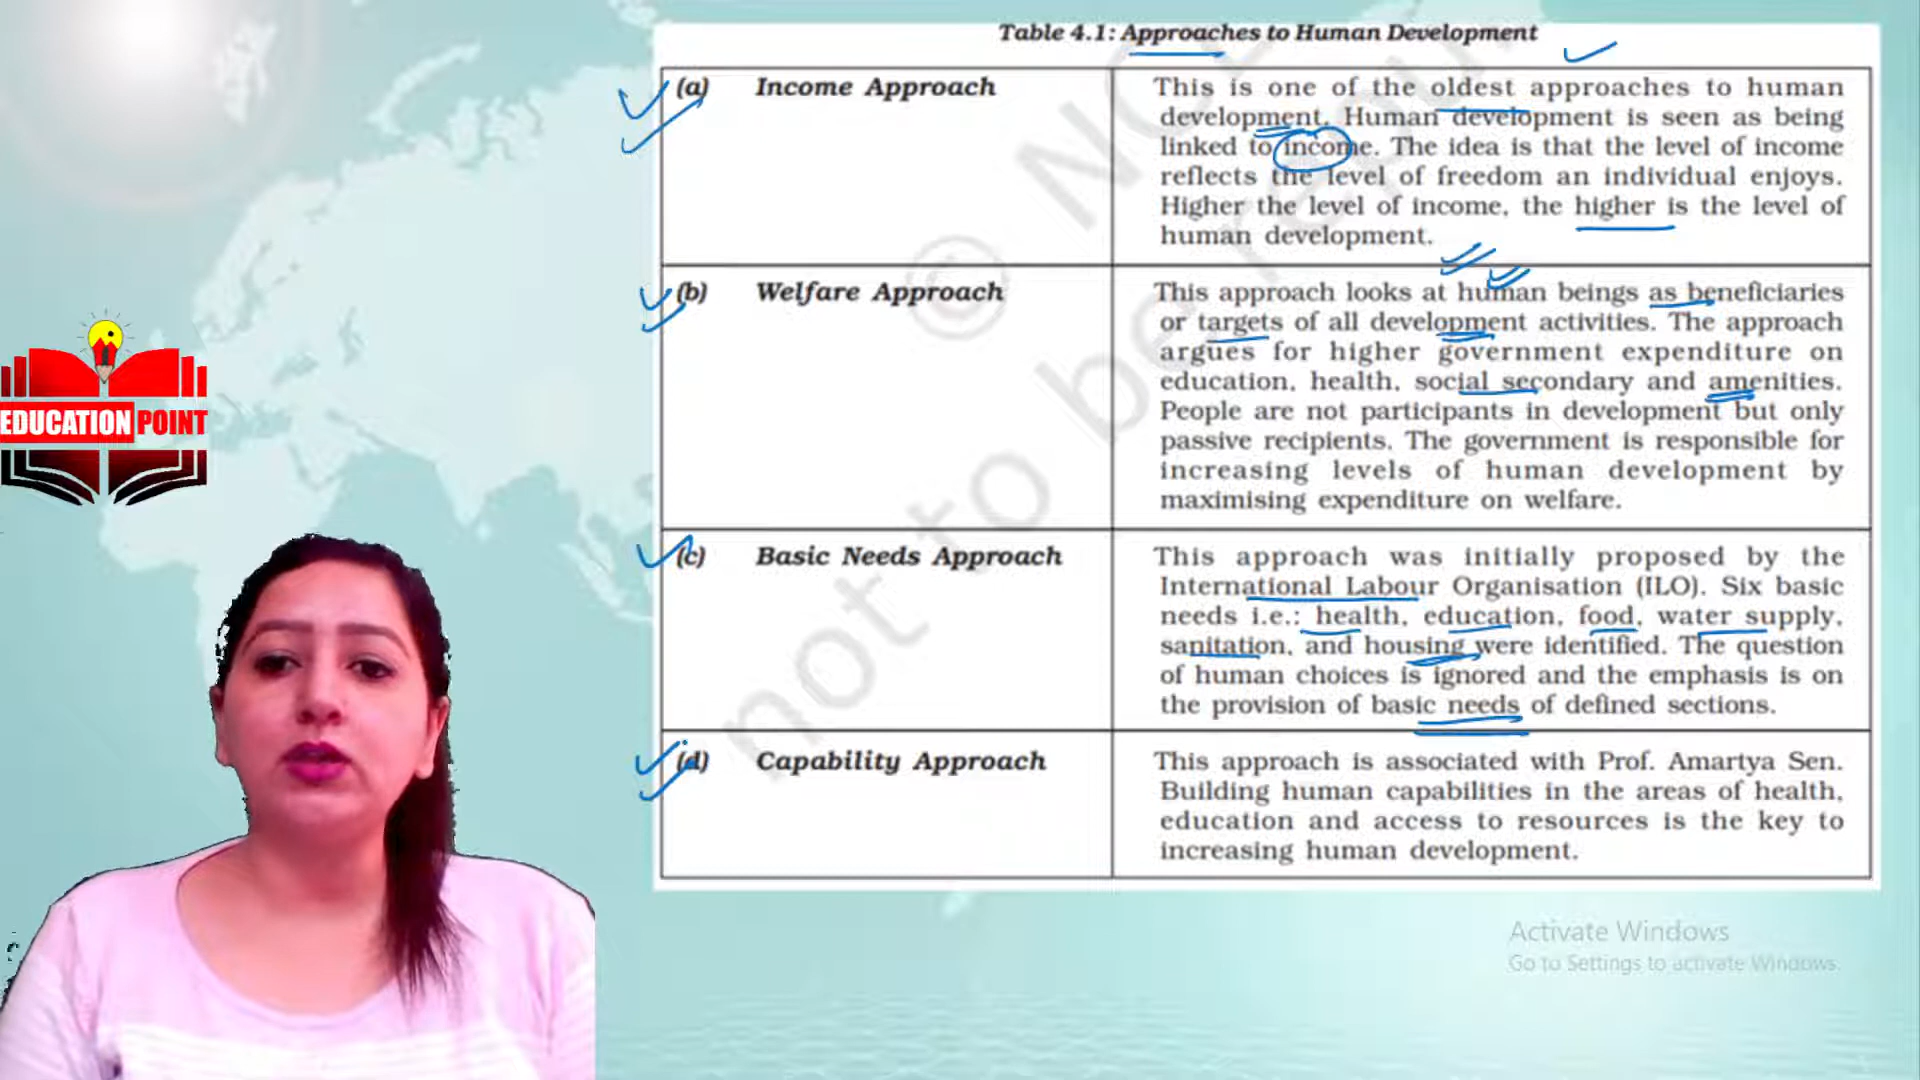 Table 4.1: Approaches to Human Development
(a) Income Approach
This is one of the oldest approaches to human
development. Human development is seen as being
linked to income. The idea is that the level of income
reflects the level of freedom an individual enjoys.
Higher the level of income, the higher is the level of
human development.
(b) Welfare Approach
This approach looks at human beings as beneficiaries
or targets of all development activities. The approach
argues for higher government expenditure on
education, health, social secondary and amenities.
People are not participants in development but only
passive recipients. The government is responsible for
increasing levels of human development by
maximising expenditure on welfare.
(c) Basic Needs Approach
This approach was initially proposed by the
International Labour Organisation (ILO). Six basic
needs i.e.: health, education, food, water supply,
sanitation, and housing were identified. The question
of human choices is ignored and the emphasis is on
the provision of basic needs of defined sections.
(d) Capability Approach
This approach is associated with Prof. Amartya Sen.
Building human capabilities in the areas of health,
education and access to resources is the key to
increasing human development.
EDUCATION POINT
not to be
Activate Windows
Go to Settings to activate Windows.